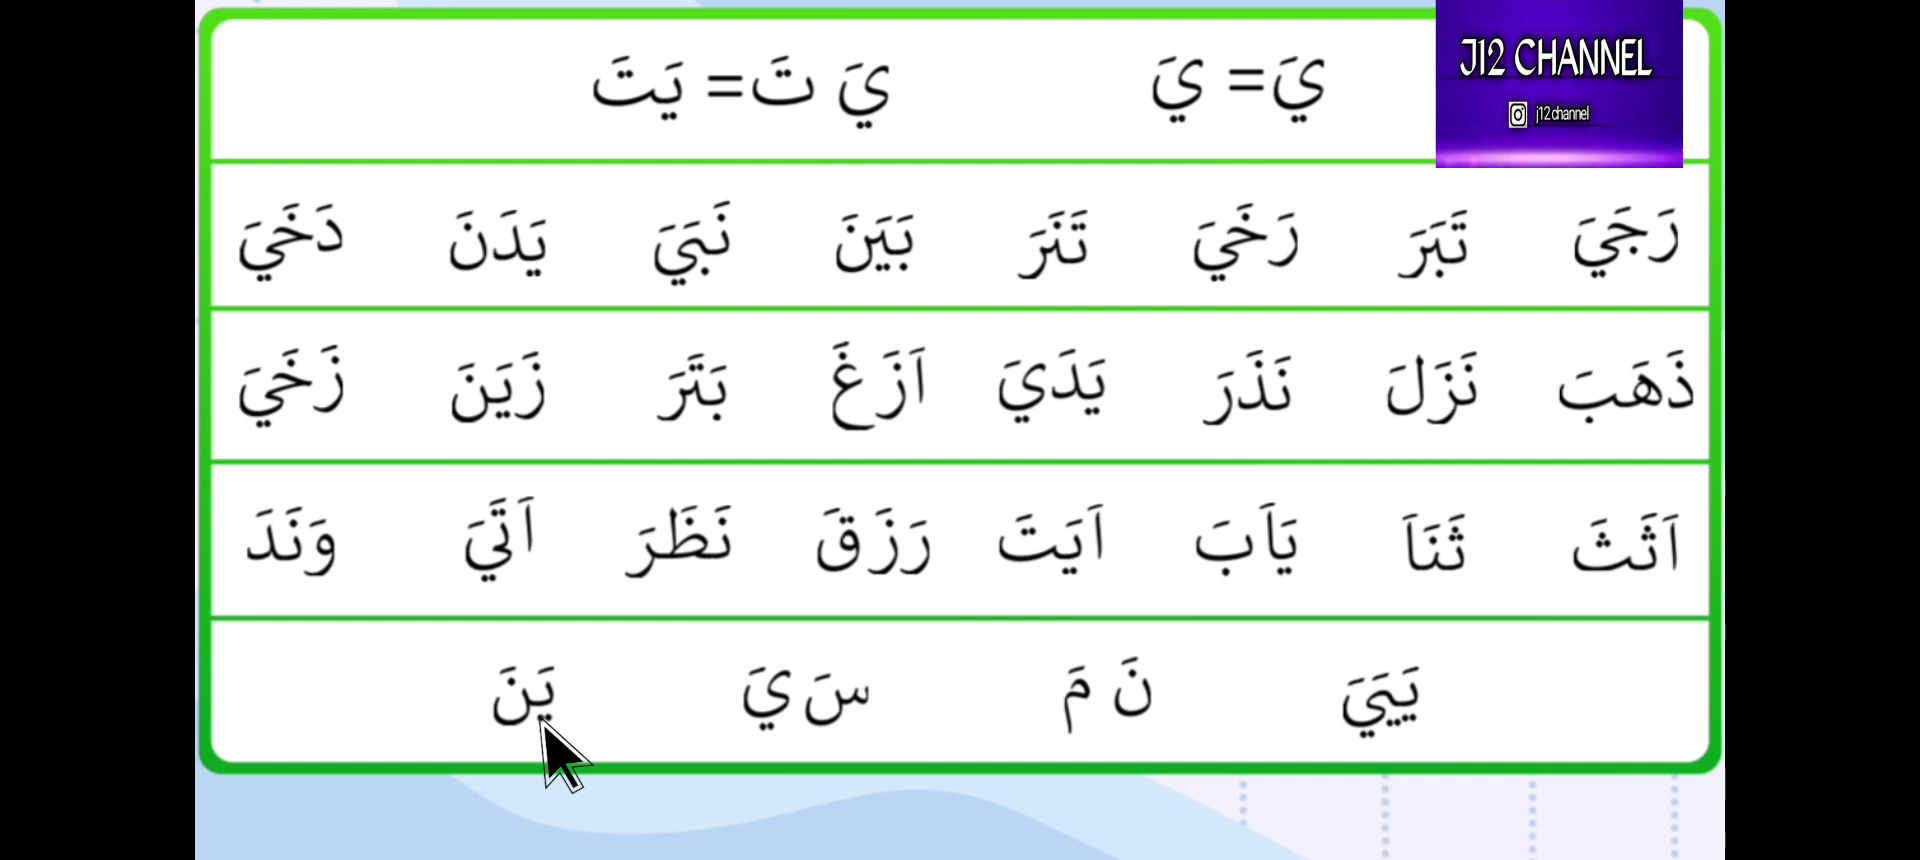 J12 CHANNEL
j12channel
يَ= يَ يَ تَ= يَتَ
رَجَيَ تَبَرَ رَخَيَ تَنَرَ بَيَنَ نَبَيَ يَدَنَ دَخَيَ
ذَهَبَ نَزَلَ نَذَرَ يَدَيَ اَزَغَ بَتَرَ زَيَنَ زَخَيَ
اَثَثَ ثَنَاَ يَاَبَ اَيَتَ رَزَقَ نَظَرَ اَتَيَ وَنَدَ
يَيَيَ نَ مَ سَ يَ يَنَ